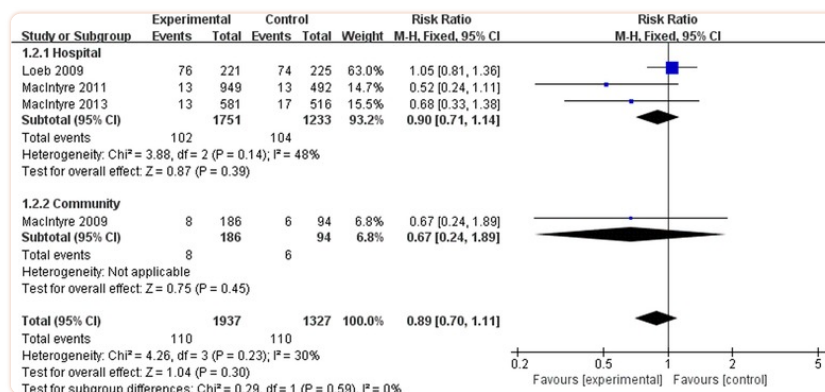 Experimental Control Risk Ratio Risk Ratio
Study or Subgroup Events Total Events Total Weight M-H, Fixed, 95% CI M-H, Fixed, 95% CI
1.2.1 Hospital
Loeb 2009 76 221 74 225 63.0% 1.05 [0.81, 1.36]
MacIntyre 2011 13 949 13 492 14.7% 0.52 [0.24, 1.11]
MacIntyre 2013 13 581 17 516 15.5% 0.68 [0.33, 1.38]
Subtotal (95% CI) 1751 1233 93.2% 0.90 [0.71, 1.14]
Total events 102 104
Heterogeneity: Chi² = 3.88, df = 2 (P = 0.14); I² = 48%
Test for overall effect: Z = 0.87 (P = 0.39)
1.2.2 Community
MacIntyre 2009 8 186 6 94 6.8% 0.67 [0.24, 1.89]
Subtotal (95% CI) 186 94 6.8% 0.67 [0.24, 1.89]
Total events 8 6
Heterogeneity: Not applicable
Test for overall effect: Z = 0.75 (P = 0.45)
Total (95% CI) 1937 1327 100.0% 0.89 [0.70, 1.11]
Total events 110 110
Heterogeneity: Chi² = 4.26, df = 3 (P = 0.23); I² = 30%
Test for overall effect: Z = 1.04 (P = 0.30)
Test for subgroup differences: Chi² = 0.29, df = 1 (P = 0.59), I² = 0%
0.2 0.5 1 2 5
Favours [experimental] Favours [control]